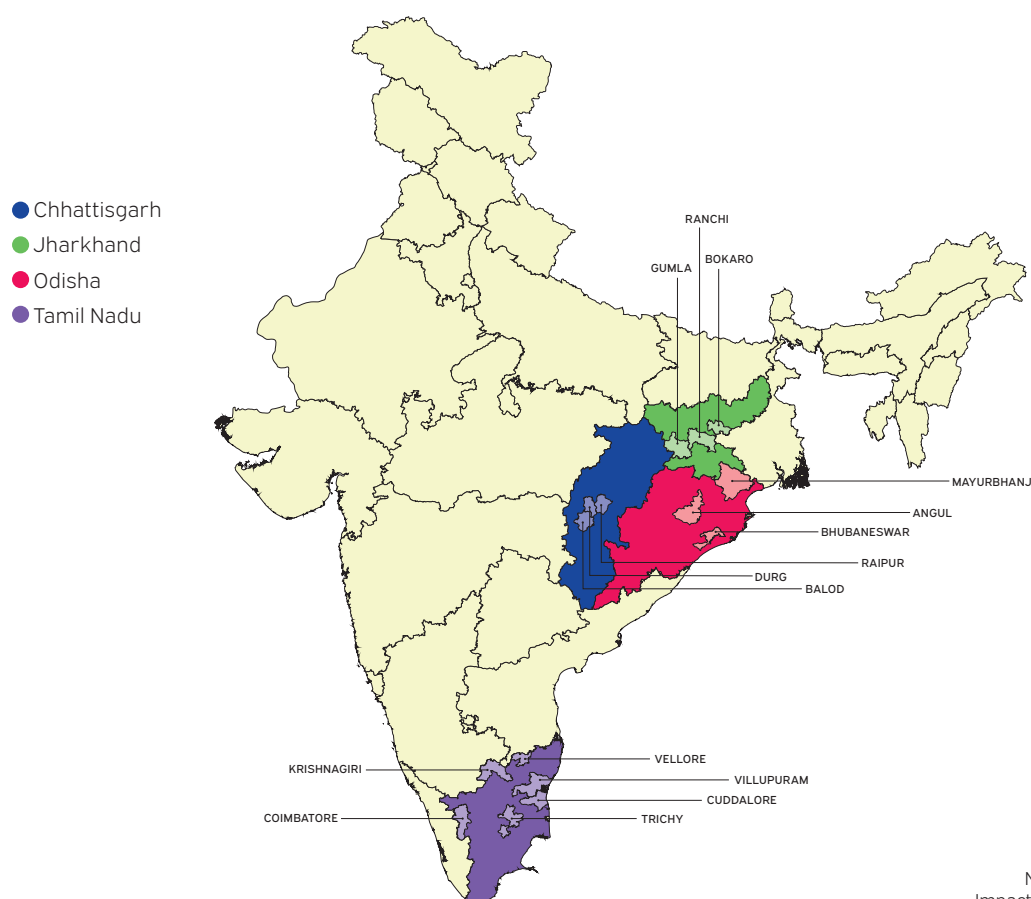 Chhattisgarh
Jharkhand
Odisha
Tamil Nadu
RANCHI
GUMLA
BOKARO
MAYURBHANJ
ANGUL
BHUBANESWAR
RAIPUR
DURG
BALOD
VELLORE
KRISHNAGIRI
VILLUPURAM
CUDDALORE
COIMBATORE
TRICHY
Impact